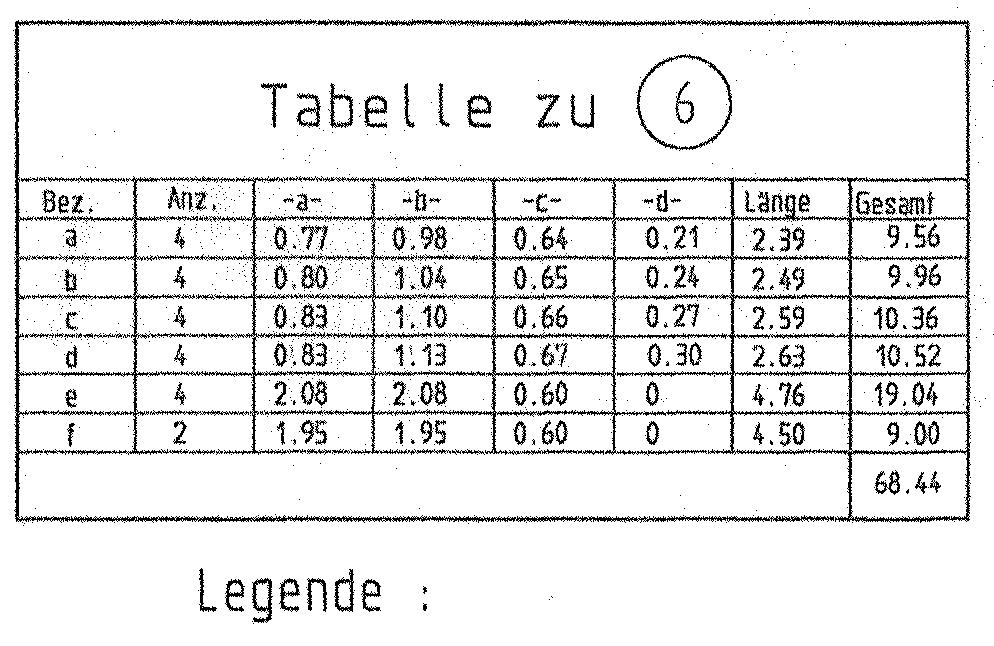 Tabelle zu 6
Bez. Anz. -a- -b- -c- -d- Länge Gesamt
a 4 0.77 0.98 0.64 0.21 2.39 9.56
b 4 0.80 1.04 0.65 0.24 2.49 9.96
c 4 0.83 1.10 0.66 0.27 2.59 10.36
d 4 0.83 1.13 0.67 0.30 2.63 10.52
e 4 2.08 2.08 0.60 0 4.76 19.04
f 2 1.95 1.95 0.60 0 4.50 9.00
68.44
Legende :